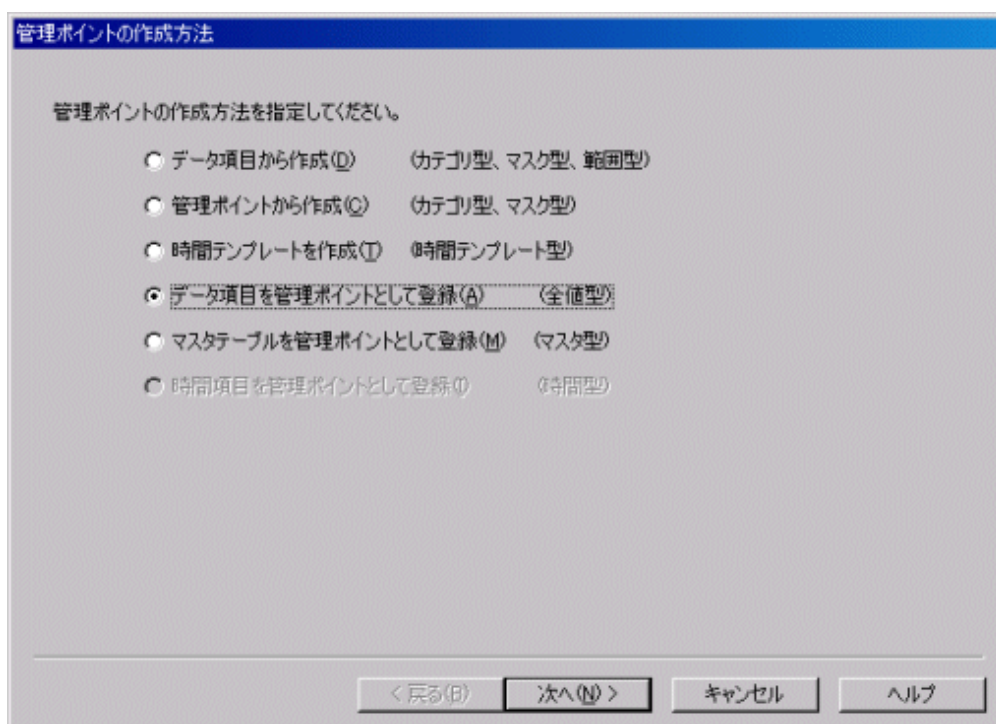 管理ポイントの作成方法
管理ポイントの作成方法を指定してください。
データ項目から作成(D) (カテゴリ型、マスク型、範囲型)
管理ポイントから作成(C) (カテゴリ型、マスク型)
時間テンプレートを作成(T) (時間テンプレート型)
データ項目を管理ポイントとして登録(A) (全値型)
マスタテーブルを管理ポイントとして登録(M) (マスタ型)
時間項目を管理ポイントとして登録(I) (時間型)
< 戻る(B) 次へ(N) > キャンセル ヘルプ